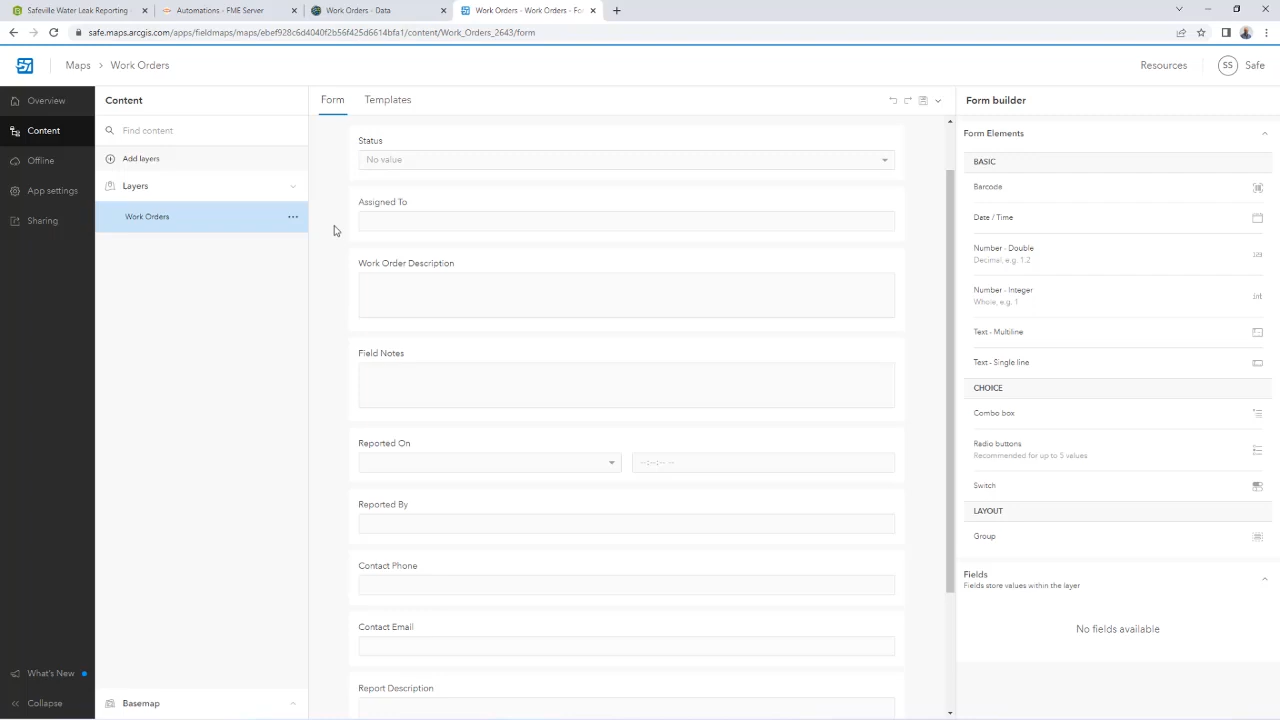 Safeville Water Leak Reporting
Automations - FME Server
Work Orders - Data
Work Orders - Work Orders - Fo
safe.maps.arcgis.com/apps/fieldmaps/maps/ebef928c6d4040f2b56f425d6614bfa1/content/Work_Orders_2643/form
Maps > Work Orders
Resources
SS Safe
Overview
Content
Offline
App settings
Sharing
What's New
Collapse
Content
Find content
Add layers
Layers
Work Orders
Basemap
Form Templates
Status
No value
Assigned To
Work Order Description
Field Notes
Reported On
--:--:-- --
Reported By
Contact Phone
Contact Email
Report Description
Form builder
Form Elements
BASIC
Barcode
Date / Time
Number - Double
Decimal, e.g. 1.2
123
Number - Integer
Whole, e.g. 1
Int
Text - Multiline
Text - Single line
CHOICE
Combo box
Radio buttons
Recommended for up to 5 values
Switch
LAYOUT
Group
Fields
Fields store values within the layer
No fields available